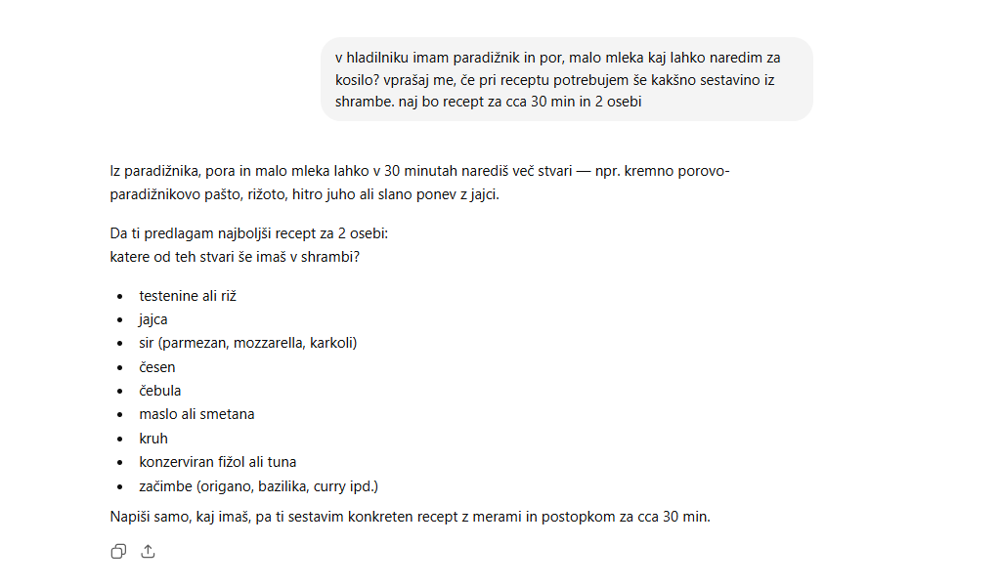 v hladilniku imam paradižnik in por, malo mleka kaj lahko naredim za
kosilo? vprašaj me, če pri receptu potrebujem še kakšno sestavino iz
shrambe. naj bo recept za cca 30 min in 2 osebi
Iz paradižnika, pora in malo mleka lahko v 30 minutah narediš več stvari — npr. kremno porovo-
paradižnikovo pašto, rižoto, hitro juho ali slano ponev z jajci.
Da ti predlagam najboljši recept za 2 osebi:
katere od teh stvari še imaš v shrambi?
• testenine ali riž
• jajca
• sir (parmezan, mozzarella, karkoli)
• česen
• čebula
• maslo ali smetana
• kruh
• konzerviran fižol ali tuna
• začimbe (origano, bazilika, curry ipd.)
Napiši samo, kaj imaš, pa ti sestavim konkreten recept z merami in postopkom za cca 30 min.